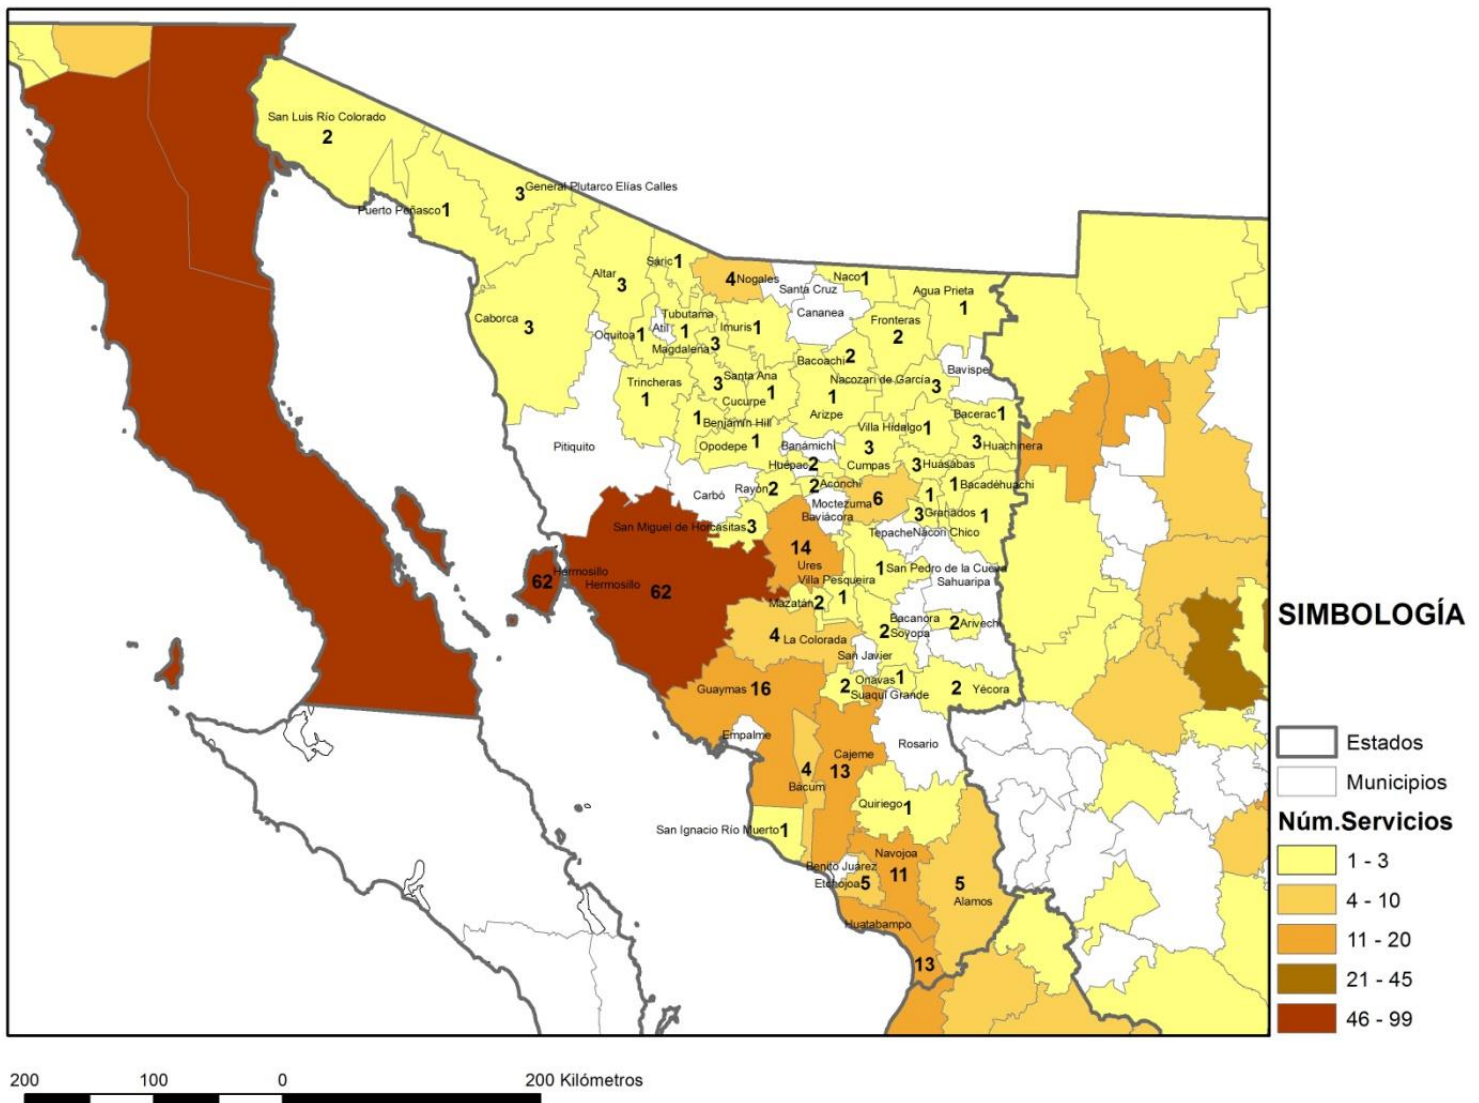 San Luis Río Colorado
2
3 General Plutarco Elías Calles
Puerto Peñasco 1
Sáric 1
Altar
3
4 Nogales
Santa Cruz
Naco 1
Agua Prieta
1
Cananea
Caborca 3
Tubutama
Oquitoa 1
Atil
1
Imuris 1
Fronteras
2
Magdalena 3
Bacoachi 2
Bavispe
Trincheras
1
3 Santa Ana
Cucurpe 1
Nacozari de García 3
1
Arizpe
1 Benjamín Hill
Villa Hidalgo 1
Bacerac 1
Pitiquito
Opodepe 1
Banámichi
3
Cumpas
3 Huachinera
Huépac 2
3 Huásabas
Carbó
Rayón 2
2 Aconchi
6
1
1 Bacadéhuachi
Moctezuma
San Miguel de Horcasitas 3
Baviácora
3 Granados
1
Tepache
Nácori Chico
14
Ures
1 San Pedro de la Cueva
62 Hermosillo
Hermosillo 62
Villa Pesqueira
Sahuaripa
Mazatán 2
1
Bacanora
2 Arivechi
4 La Colorada
2 Soyopa
San Javier
Guaymas 16
2
Onavas 1
Suaqui Grande
2 Yécora
Empalme
Rosario
Cajeme
4
13
Bácum
Quiriego 1
San Ignacio Río Muerto 1
Navojoa
Benito Juárez
Etchojoa 5
11
5
Alamos
Huatabampo
13
SIMBOLOGÍA
Estados
Municipios
Núm.Servicios
1 - 3
4 - 10
11 - 20
21 - 45
46 - 99
200 100 0 200 Kilómetros